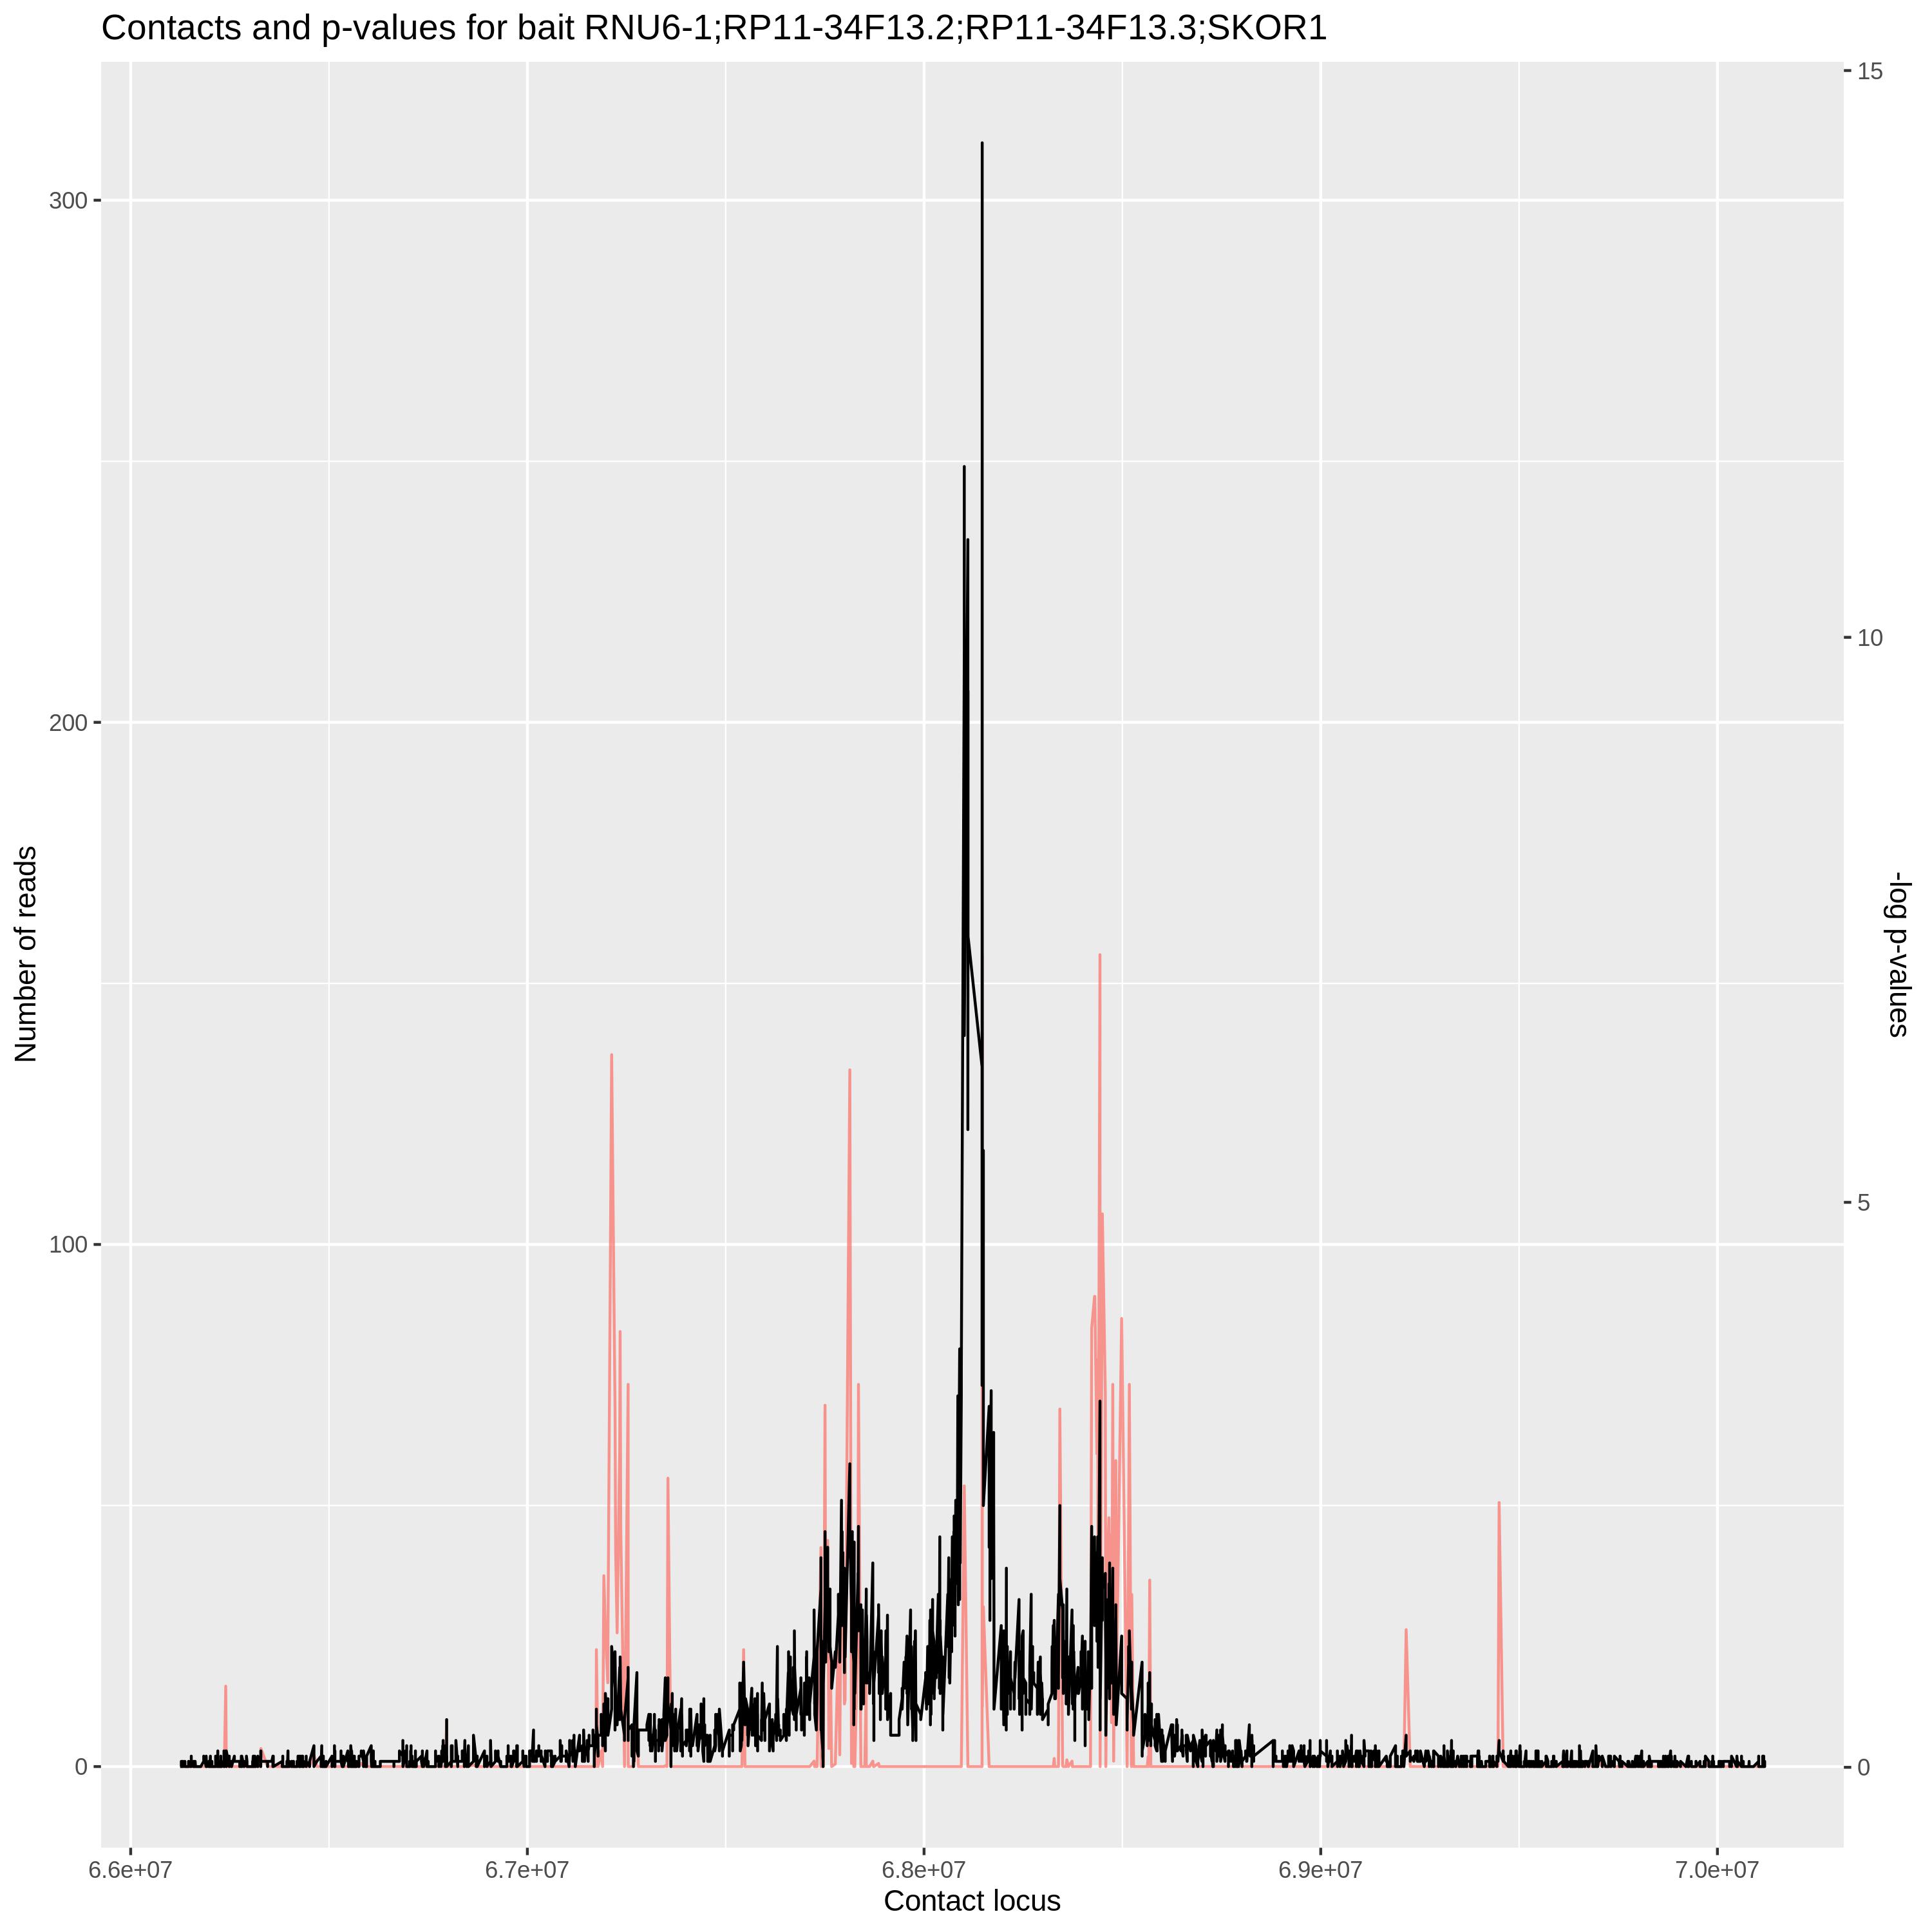 Contacts and p-values for bait RNU6-1;RP11-34F13.2;RP11-34F13.3;SKOR1
300
200
100
0
Number of reads
15
10
5
0
-log p-values
6.6e+07
6.7e+07
6.8e+07
6.9e+07
7.0e+07
Contact locus